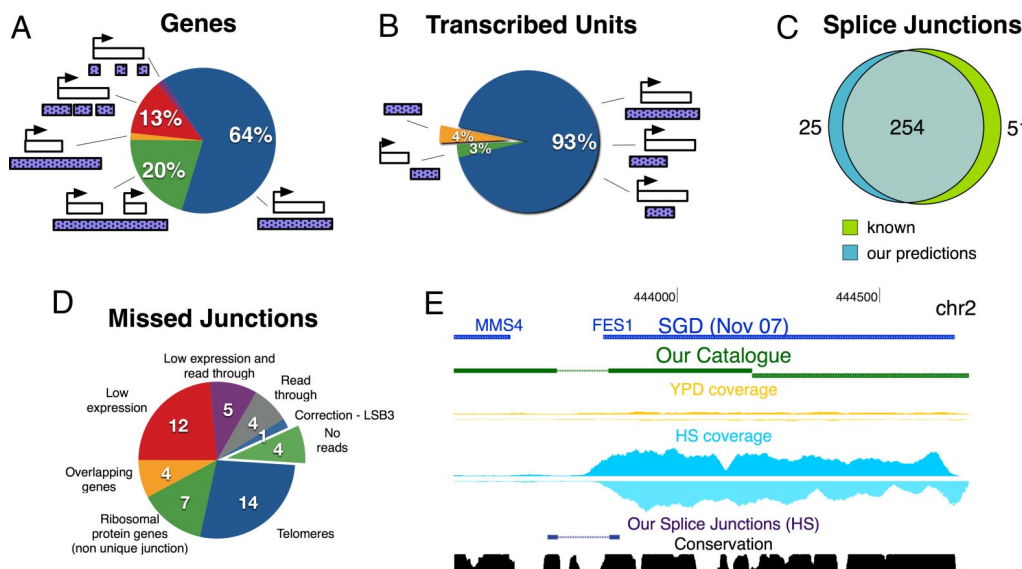 A
Genes
64%
13%
20%
B
Transcribed Units
93%
4%
3%
C
Splice Junctions
25
254
51
known
our predictions
D
Missed Junctions
Low expression and
read through
Read
through
Correction - LSB3
No
reads
Low
expression
Overlapping
genes
Ribosomal
protein genes
(non unique junction)
Telomeres
5
4
1
4
12
4
7
14
E
444000
444500
chr2
MMS4
FES1
SGD (Nov 07)
Our Catalogue
YPD coverage
HS coverage
Our Splice Junctions (HS)
Conservation